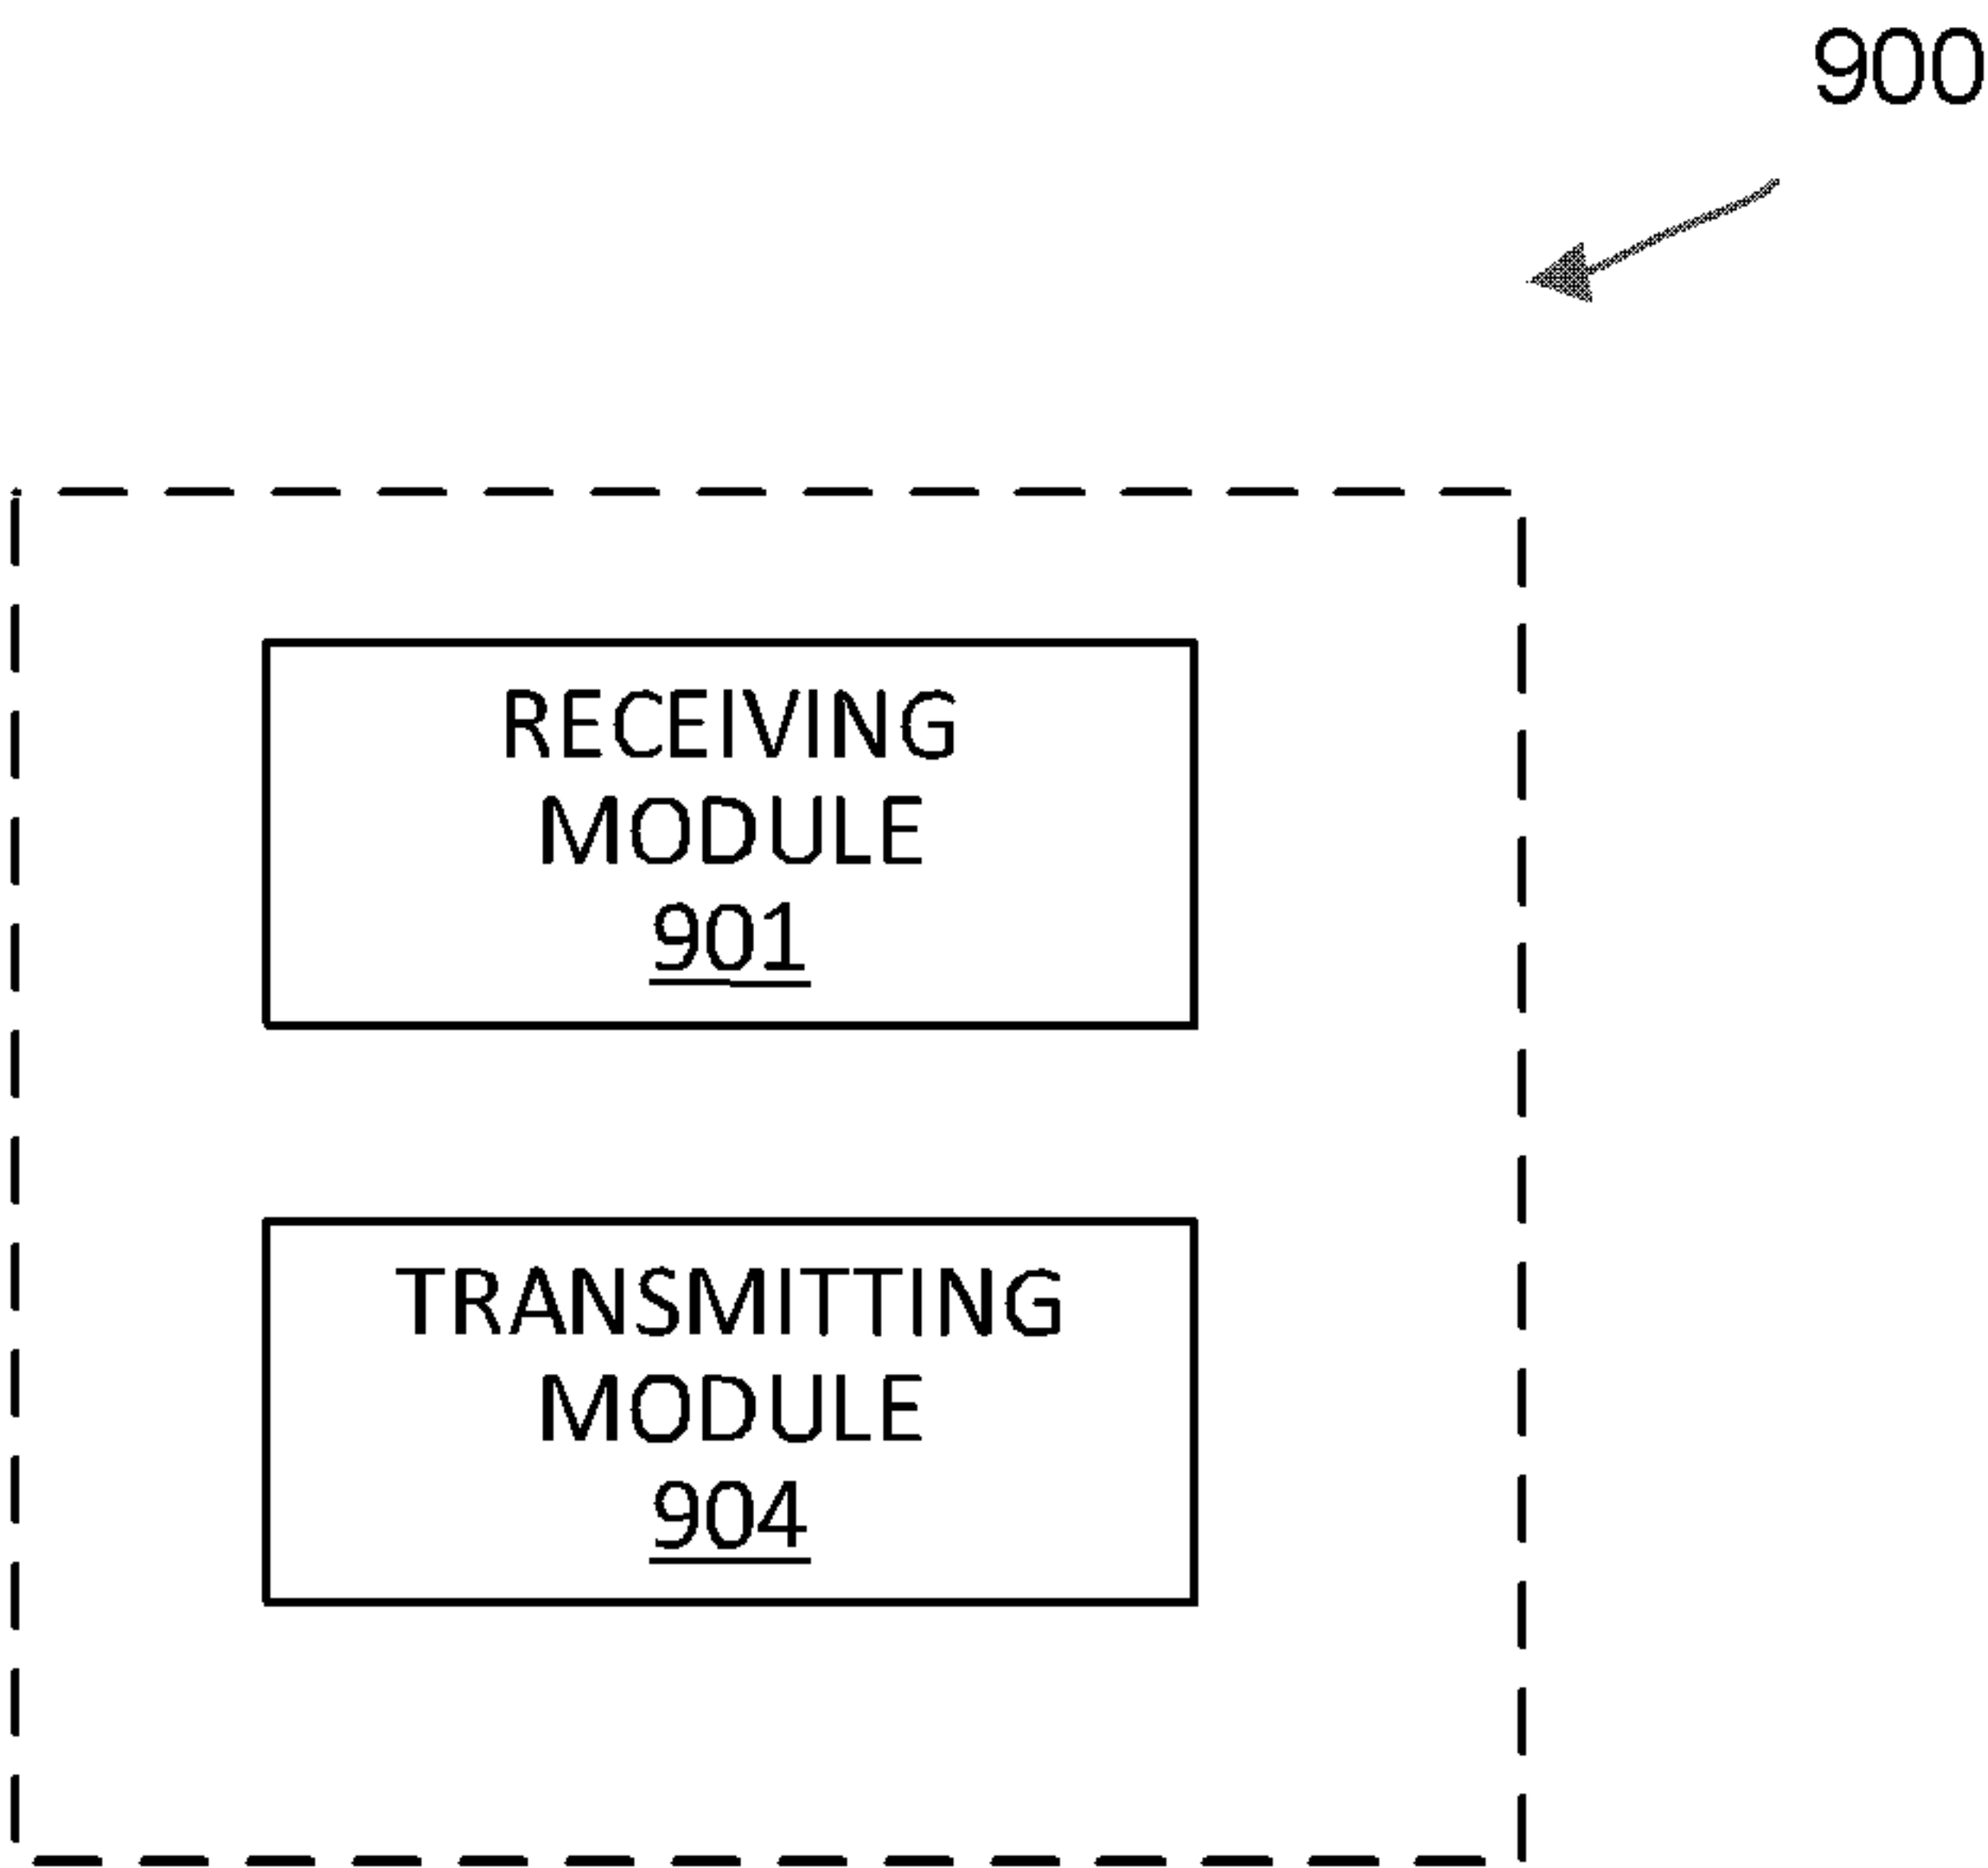 900
RECEIVING
MODULE
901
TRANSMITTING
MODULE
904